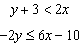 y + 3 < 2x
−2y ≤ 6x − 10